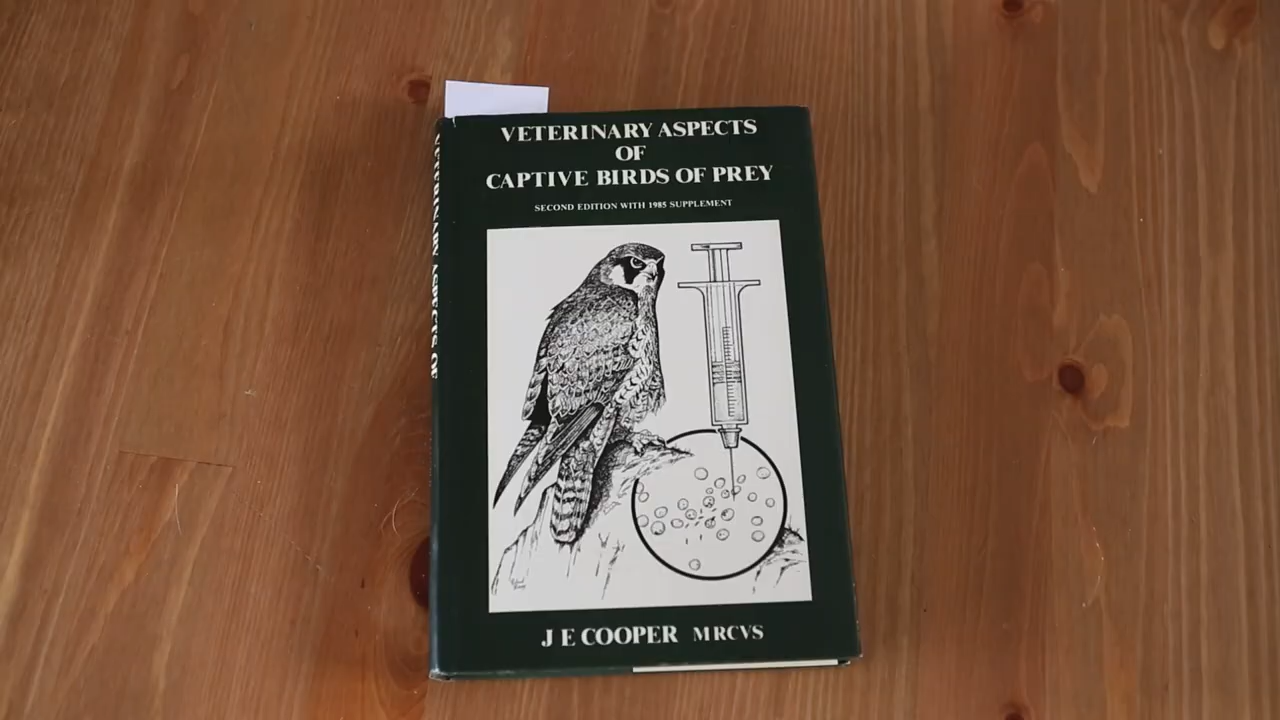 VETERINARY ASPECTS
OF
CAPTIVE BIRDS OF PREY
SECOND EDITION WITH 1985 SUPPLEMENT
J E COOPER MRCVS
VETERINARY ASPECTS OF